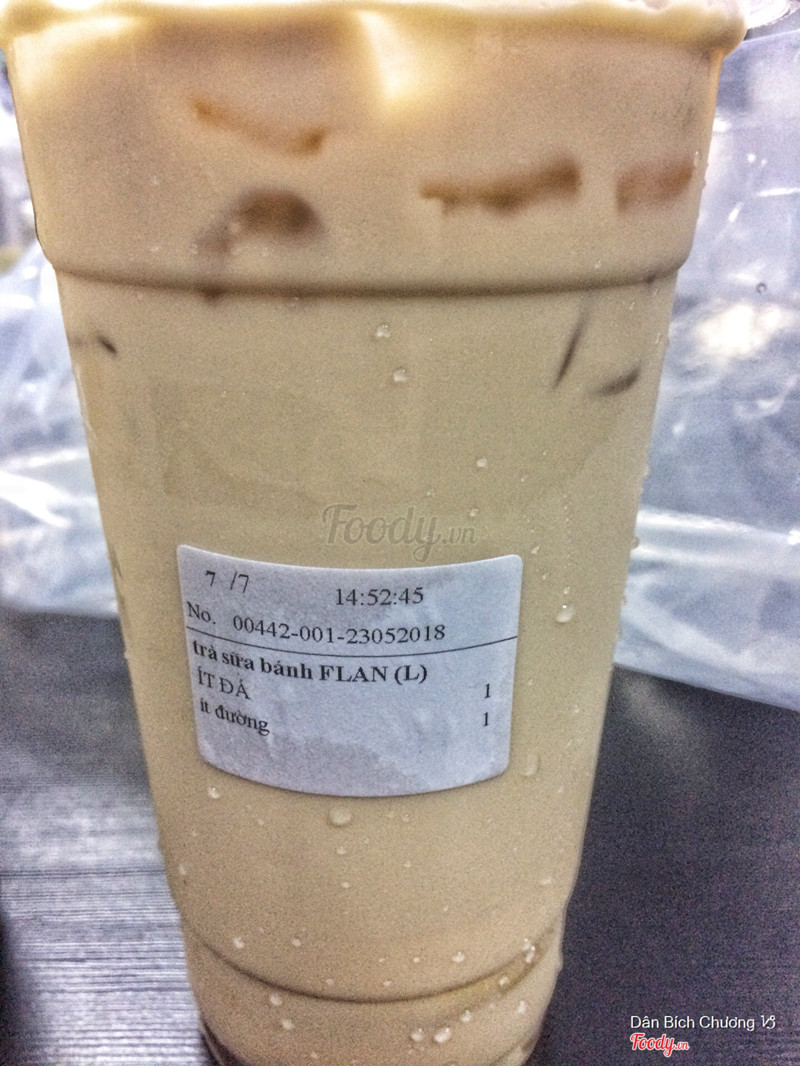 Foody.vn
7 /7 14:52:45
No. 00442-001-23052018
trà sữa bánh FLAN (L)
ÍT ĐÁ 1
ít đường 1
Dân Bích Chương
Foody.vn